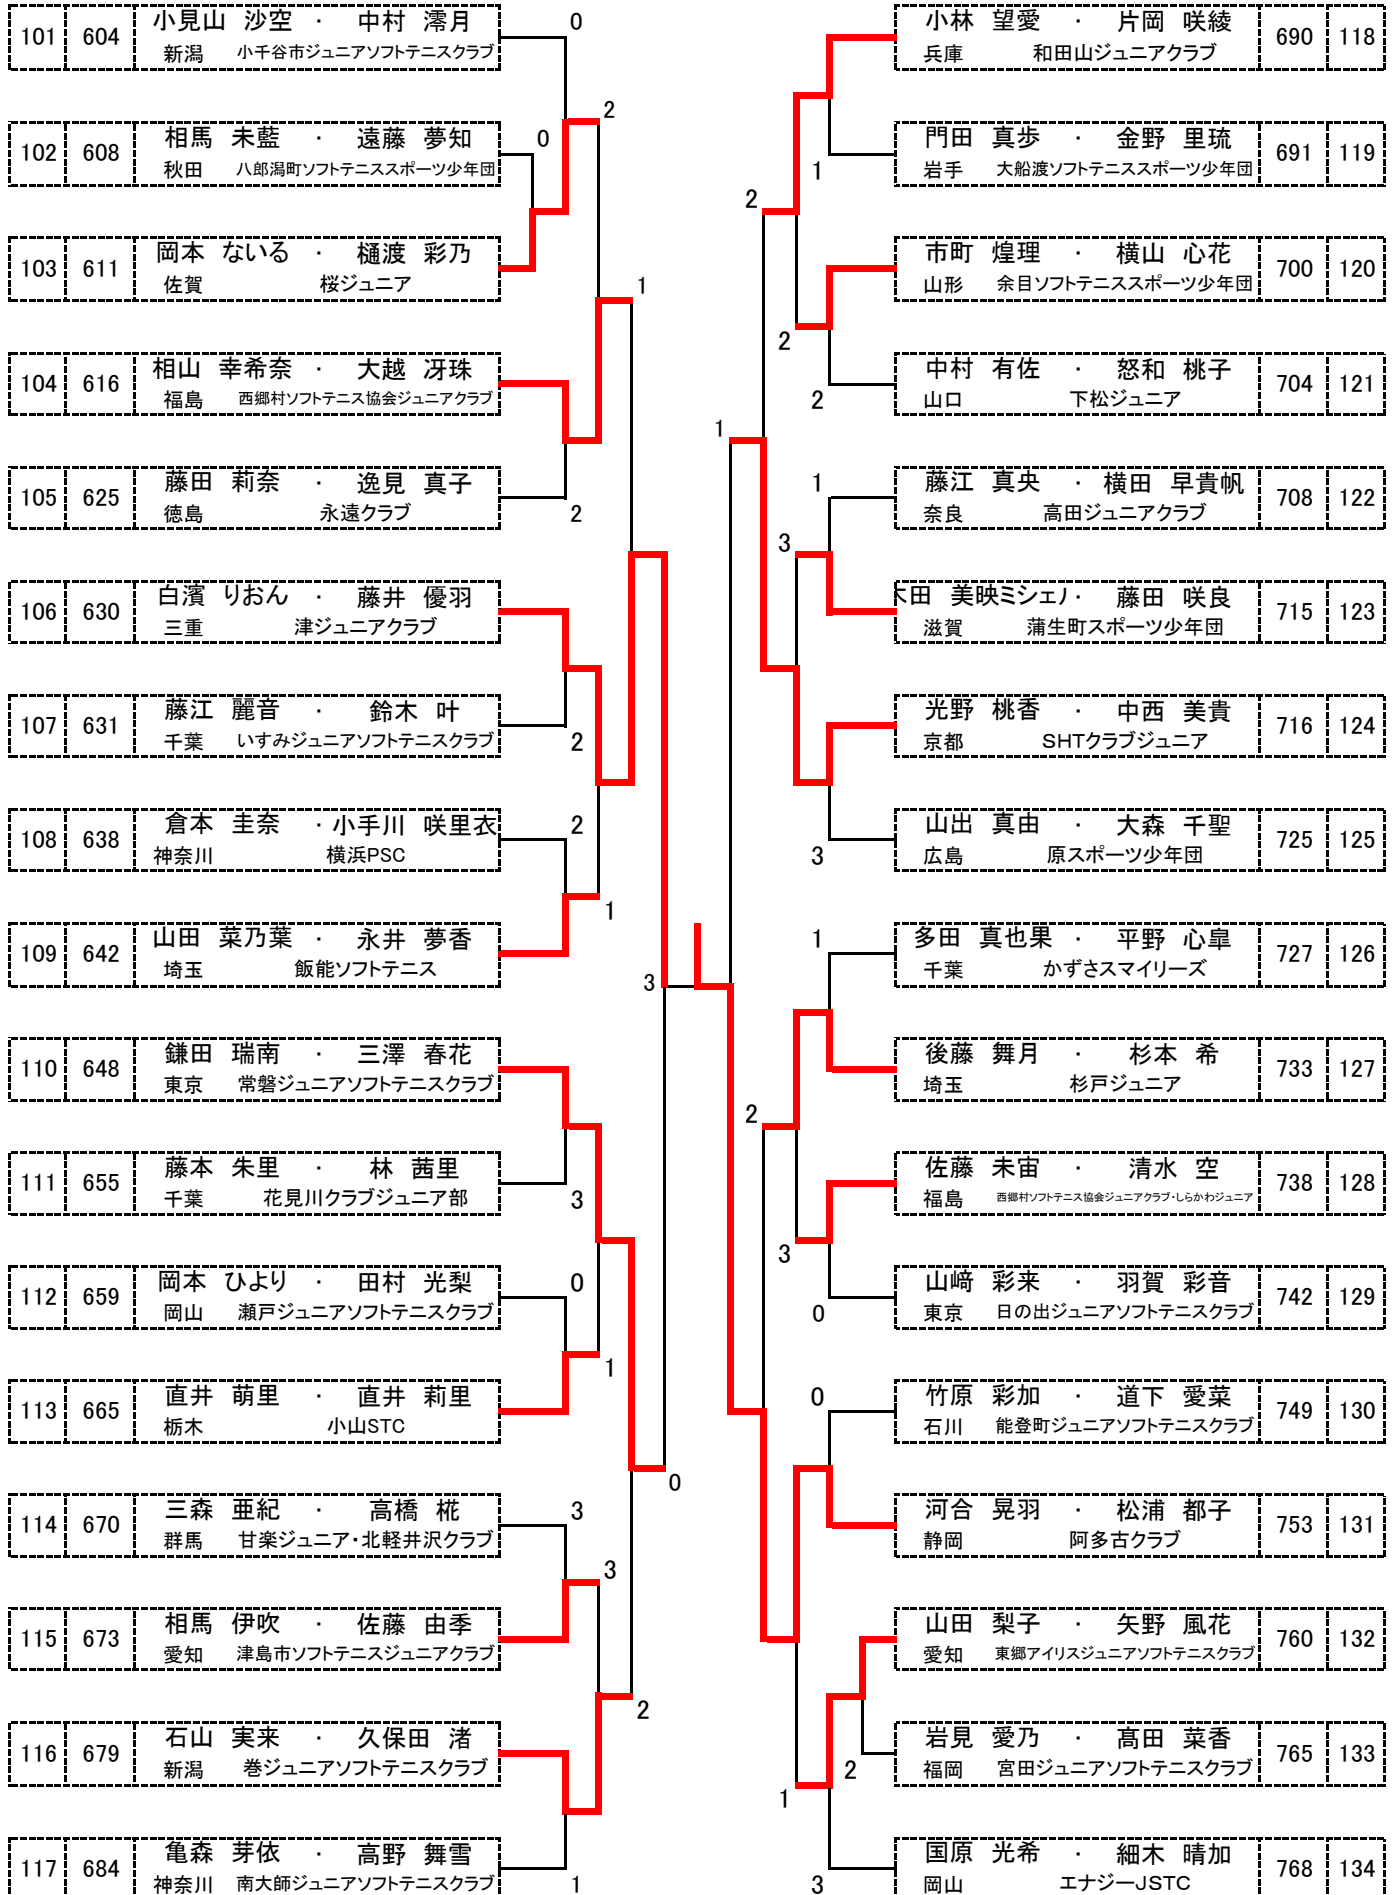 101 604 小見山 沙空 ・ 中村 澪月
新潟 小千谷市ジュニアソフトテニスクラブ
0
102 608 相馬 未藍 ・ 遠藤 夢知
秋田 八郎潟町ソフトテニススポーツ少年団
0
2
103 611 岡本 ないる ・ 樋渡 彩乃
佐賀 桜ジュニア
1
104 616 相山 幸希奈 ・ 大越 冴珠
福島 西郷村ソフトテニス協会ジュニアクラブ
105 625 藤田 莉奈 ・ 逸見 真子
徳島 永遠クラブ
2
106 630 白濱 りおん ・ 藤井 優羽
三重 津ジュニアクラブ
107 631 藤江 麗音 ・ 鈴木 叶
千葉 いすみジュニアソフトテニスクラブ
2
108 638 倉本 圭奈 ・ 小手川 咲里衣
神奈川 横浜PSC
2
1
109 642 山田 菜乃葉 ・ 永井 夢香
埼玉 飯能ソフトテニス
3
110 648 鎌田 瑞南 ・ 三澤 春花
東京 常磐ジュニアソフトテニスクラブ
111 655 藤本 朱里 ・ 林 茜里
千葉 花見川クラブジュニア部
3
112 659 岡本 ひより ・ 田村 光梨
岡山 瀬戸ジュニアソフトテニスクラブ
0
1
113 665 直井 萌里 ・ 直井 莉里
栃木 小山STC
0
114 670 三森 亜紀 ・ 高橋 椛
群馬 甘楽ジュニア・北軽井沢クラブ
3
3
115 673 相馬 伊吹 ・ 佐藤 由季
愛知 津島市ソフトテニスジュニアクラブ
2
116 679 石山 実来 ・ 久保田 渚
新潟 巻ジュニアソフトテニスクラブ
117 684 亀森 芽依 ・ 高野 舞雪
神奈川 南大師ジュニアソフトテニスクラブ
1
小林 望愛 ・ 片岡 咲綾 690 118
兵庫 和田山ジュニアクラブ
門田 真歩 ・ 金野 里琉 691 119
岩手 大船渡ソフトテニススポーツ少年団
1
2
市町 煌理 ・ 横山 心花 700 120
山形 余目ソフトテニススポーツ少年団
2
中村 有佐 ・ 怒和 桃子 704 121
山口 下松ジュニア
2
1
藤江 真央 ・ 横田 早貴帆 708 122
奈良 高田ジュニアクラブ
1
3
田 美映ミシェル ・ 藤田 咲良 715 123
滋賀 蒲生町スポーツ少年団
光野 桃香 ・ 中西 美貴 716 124
京都 SHTクラブジュニア
山出 真由 ・ 大森 千聖 725 125
広島 原スポーツ少年団
3
多田 真也果 ・ 平野 心皐 727 126
千葉 かずさスマイリーズ
1
後藤 舞月 ・ 杉本 希 733 127
埼玉 杉戸ジュニア
2
佐藤 未宙 ・ 清水 空 738 128
福島 西郷村ソフトテニス協会ジュニアクラブ・しらかわジュニア
3
山﨑 彩来 ・ 羽賀 彩音 742 129
東京 日の出ジュニアソフトテニスクラブ
0
竹原 彩加 ・ 道下 愛菜 749 130
石川 能登町ジュニアソフトテニスクラブ
0
河合 晃羽 ・ 松浦 都子 753 131
静岡 阿多古クラブ
山田 梨子 ・ 矢野 風花 760 132
愛知 東郷アイリスジュニアソフトテニスクラブ
岩見 愛乃 ・ 髙田 菜香 765 133
福岡 宮田ジュニアソフトテニスクラブ
2
1
国原 光希 ・ 細木 晴加 768 134
岡山 エナジーJSTC
3